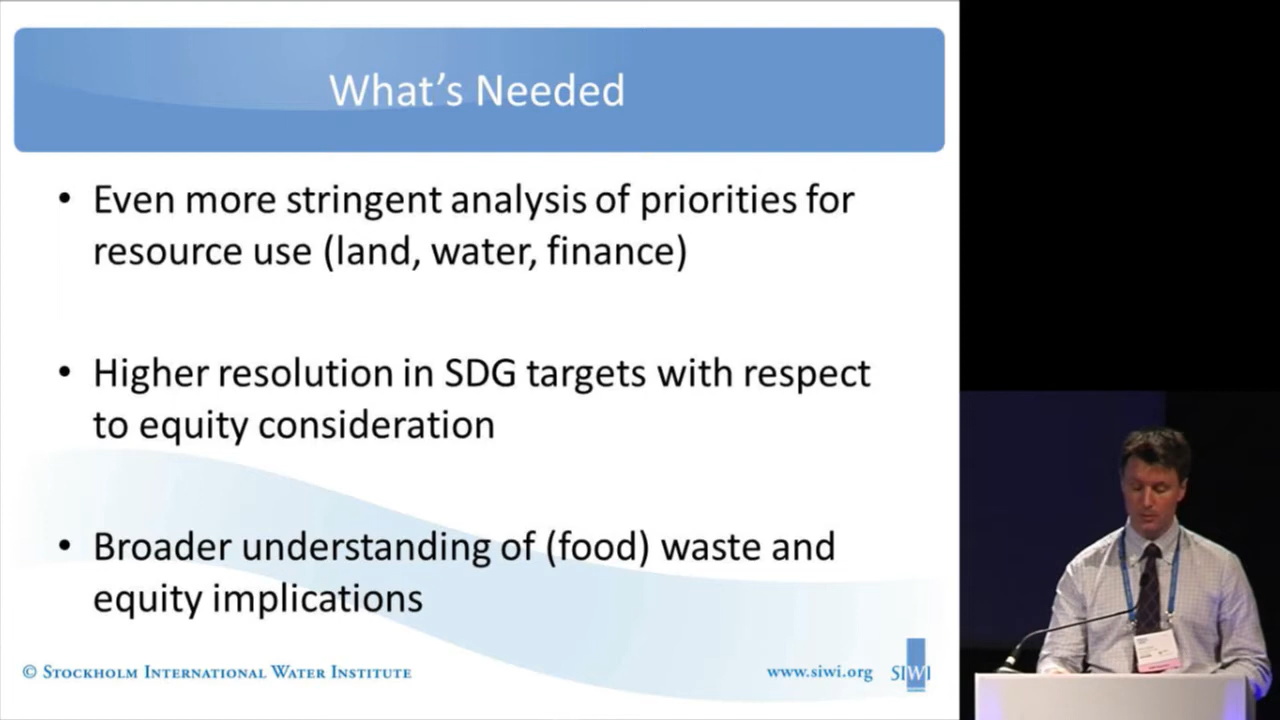 What's Needed
• Even more stringent analysis of priorities for
resource use (land, water, finance)
• Higher resolution in SDG targets with respect
to equity consideration
• Broader understanding of (food) waste and
equity implications
© Stockholm International Water Institute
www.siwi.org
SIWI